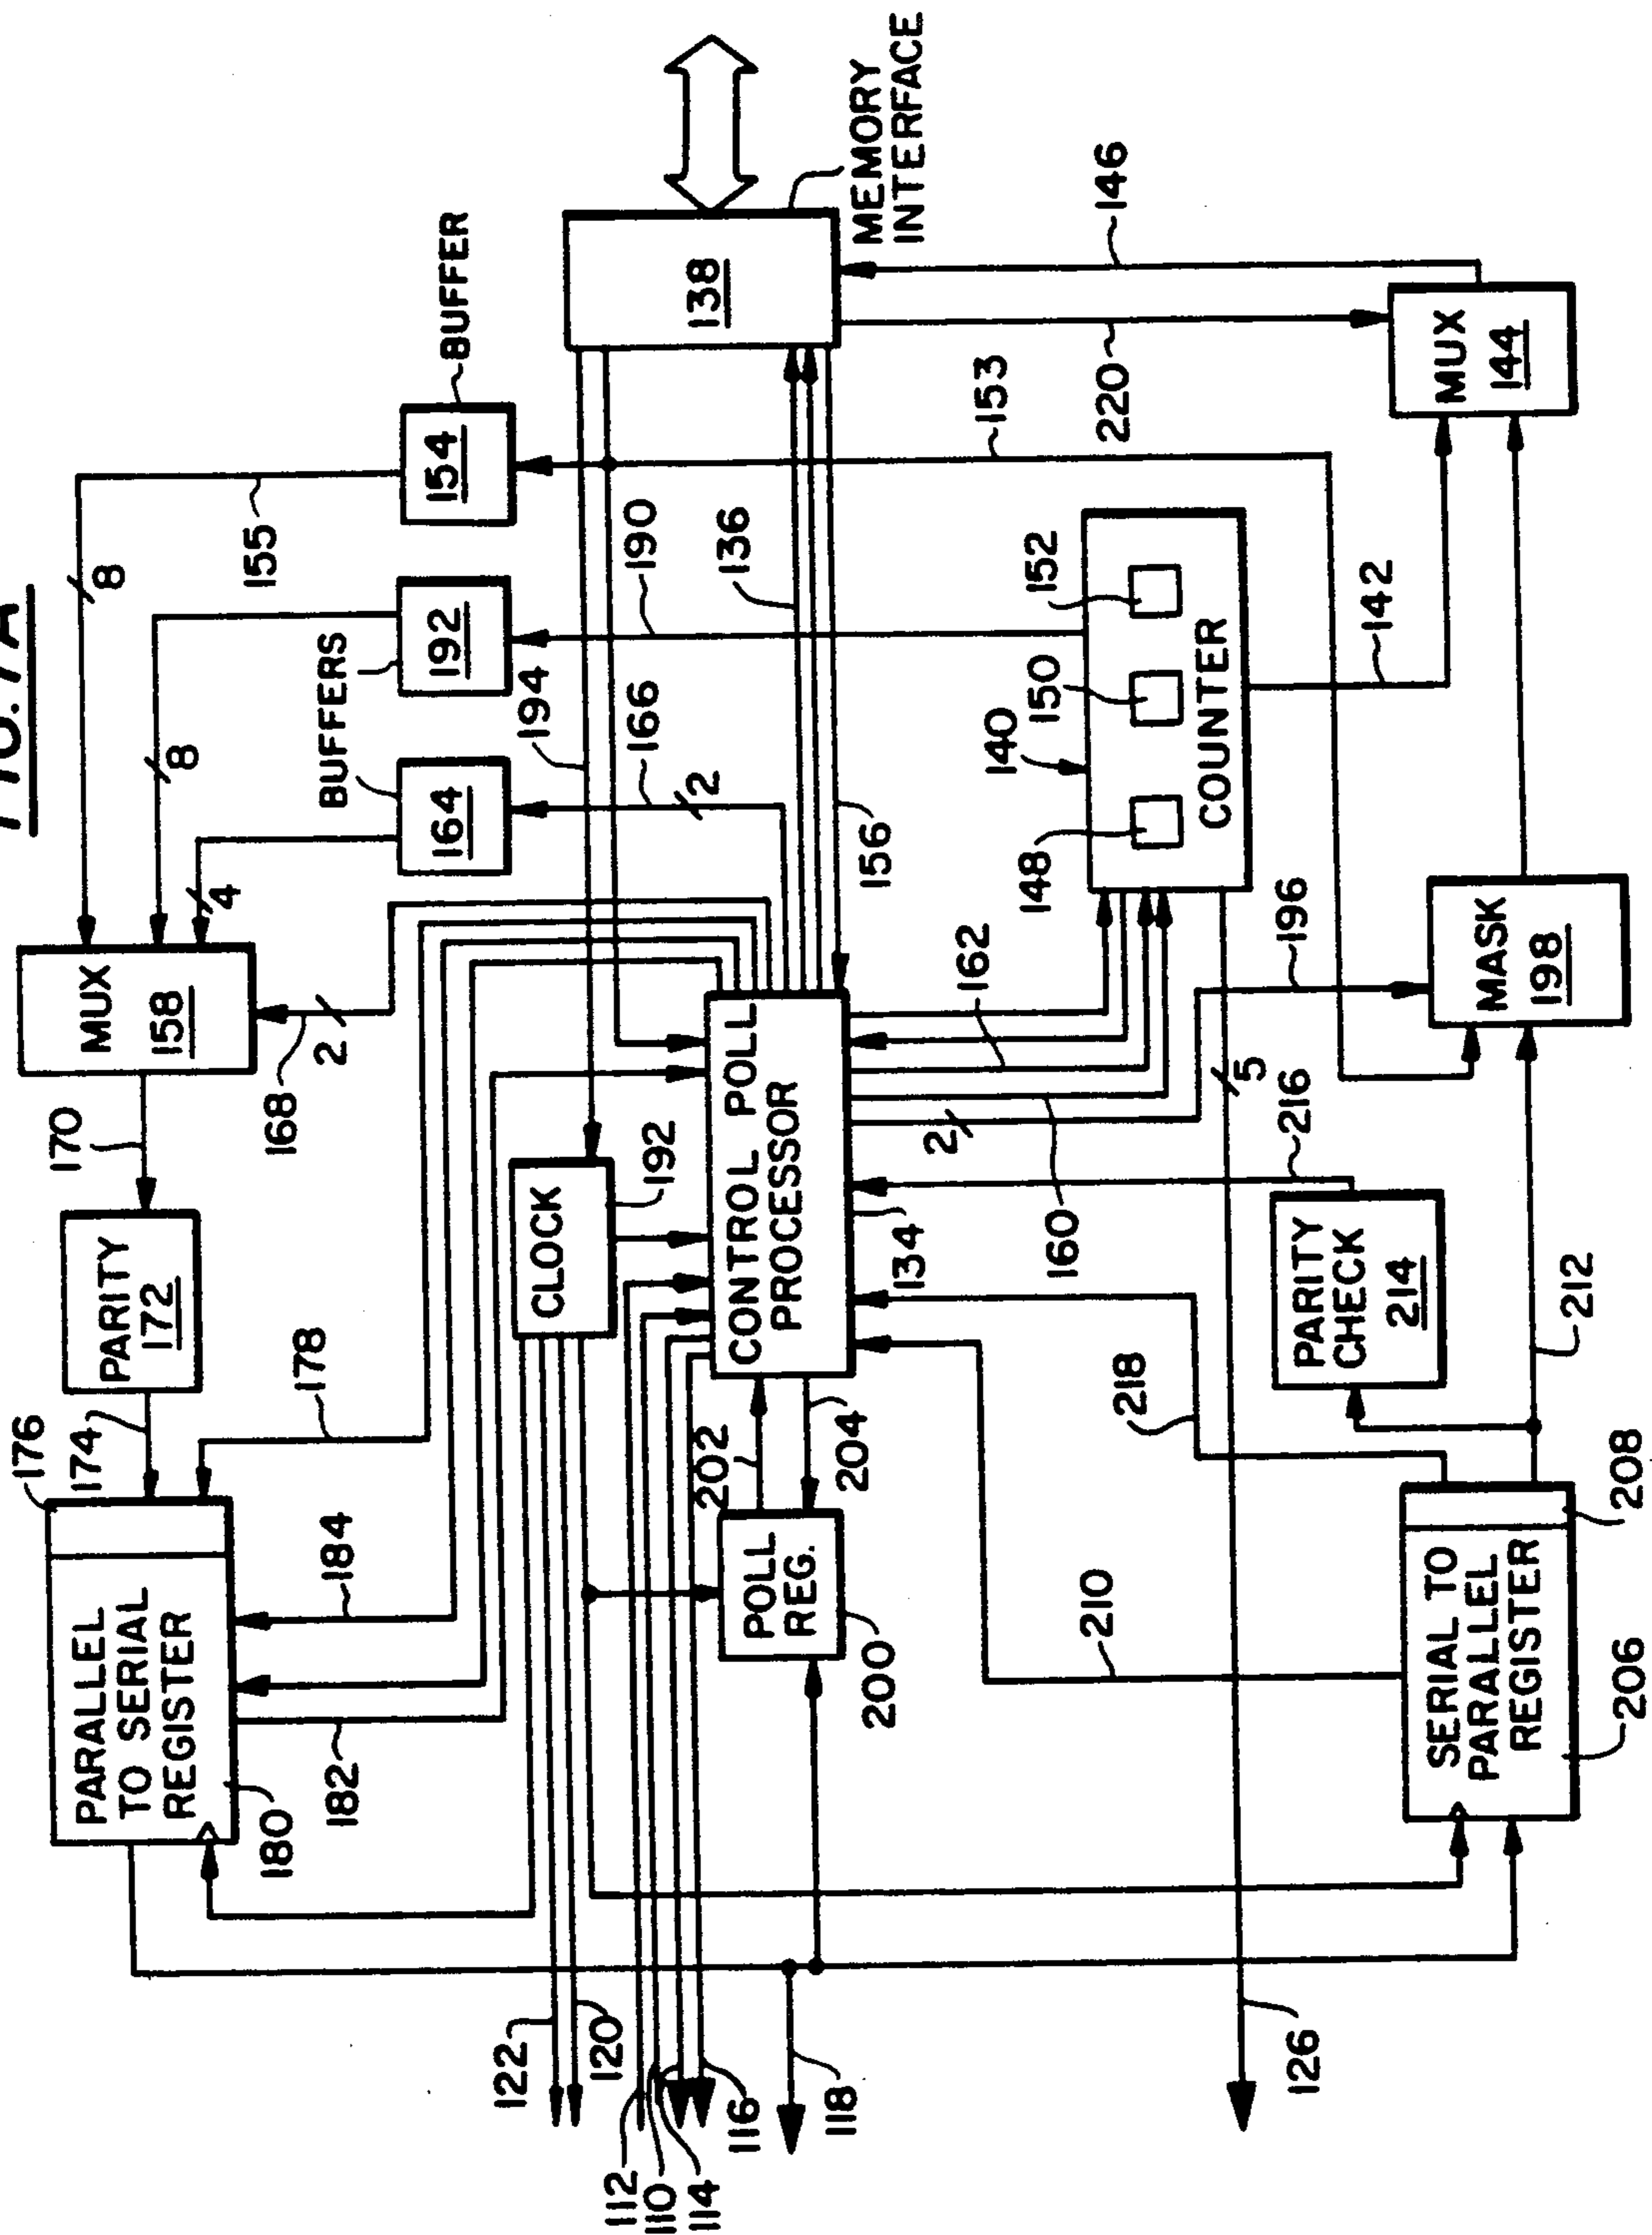 FIG. 7A
176
PARALLEL
TO SERIAL
REGISTER
180
174
PARITY
172
170
MUX
158
8
8
4
168
2
178
184
182
155
BUFFERS
164
192
154
BUFFER
122
120
112
110
114
116
118
CLOCK
192
194
166
2
190
136
138
MEMORY
INTERFACE
POLL
REG.
200
202
204
CONTROL POLL
PROCESSOR
134
156
162
160
2
140
148
150
152
COUNTER
153
220
146
210
218
216
5
196
142
126
SERIAL TO
PARALLEL
REGISTER
206
208
PARITY
CHECK
214
212
MASK
198
MUX
144